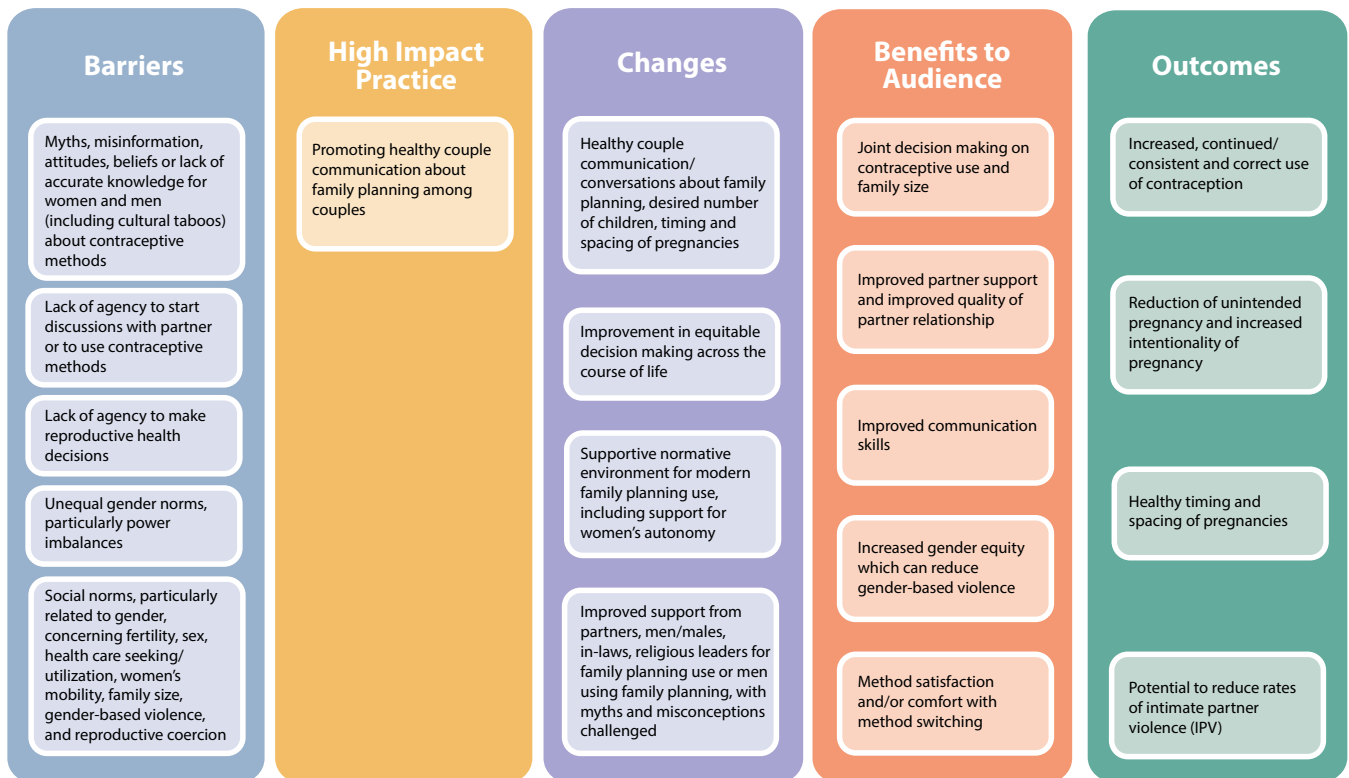 Barriers
Myths, misinformation,
attitudes, beliefs or lack of
accurate knowledge for
women and men
(including cultural taboos)
about contraceptive
methods
Lack of agency to start
discussions with partner
or to use contraceptive
methods
Lack of agency to make
reproductive health
decisions
Unequal gender norms,
particularly power
imbalances
Social norms, particularly
related to gender,
concerning fertility, sex,
health care seeking/
utilization, women’s
mobility, family size,
gender-based violence,
and reproductive coercion
High Impact
Practice
Promoting healthy couple
communication about
family planning among
couples
Changes
Healthy couple
communication/
conversations about family
planning, desired number
of children, timing and
spacing of pregnancies
Improvement in equitable
decision making across the
course of life
Supportive normative
environment for modern
family planning use,
including support for
women’s autonomy
Improved support from
partners, men/males,
in-laws, religious leaders for
family planning use or men
using family planning, with
myths and misconceptions
challenged
Benefits to
Audience
Joint decision making on
contraceptive use and
family size
Improved partner support
and improved quality of
partner relationship
Improved communication
skills
Increased gender equity
which can reduce
gender-based violence
Method satisfaction
and/or comfort with
method switching
Outcomes
Increased, continued/
consistent and correct use
of contraception
Reduction of unintended
pregnancy and increased
intentionality of
pregnancy
Healthy timing and
spacing of pregnancies
Potential to reduce rates
of intimate partner
violence (IPV)